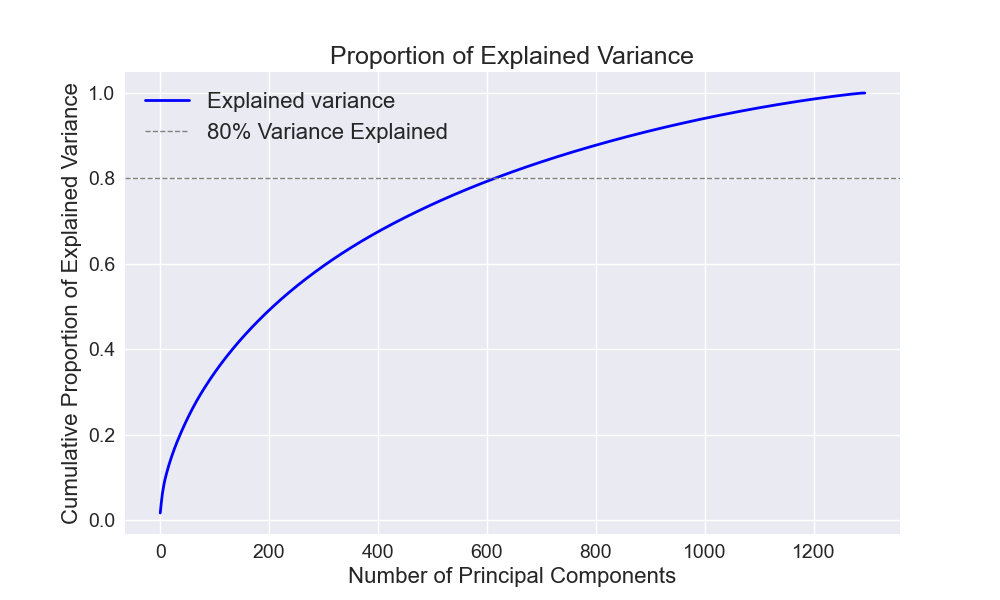 Proportion of Explained Variance
Explained variance
80% Variance Explained
Cumulative Proportion of Explained Variance
1.0
0.8
0.6
0.4
0.2
0.0
0 200 400 600 800 1000 1200
Number of Principal Components